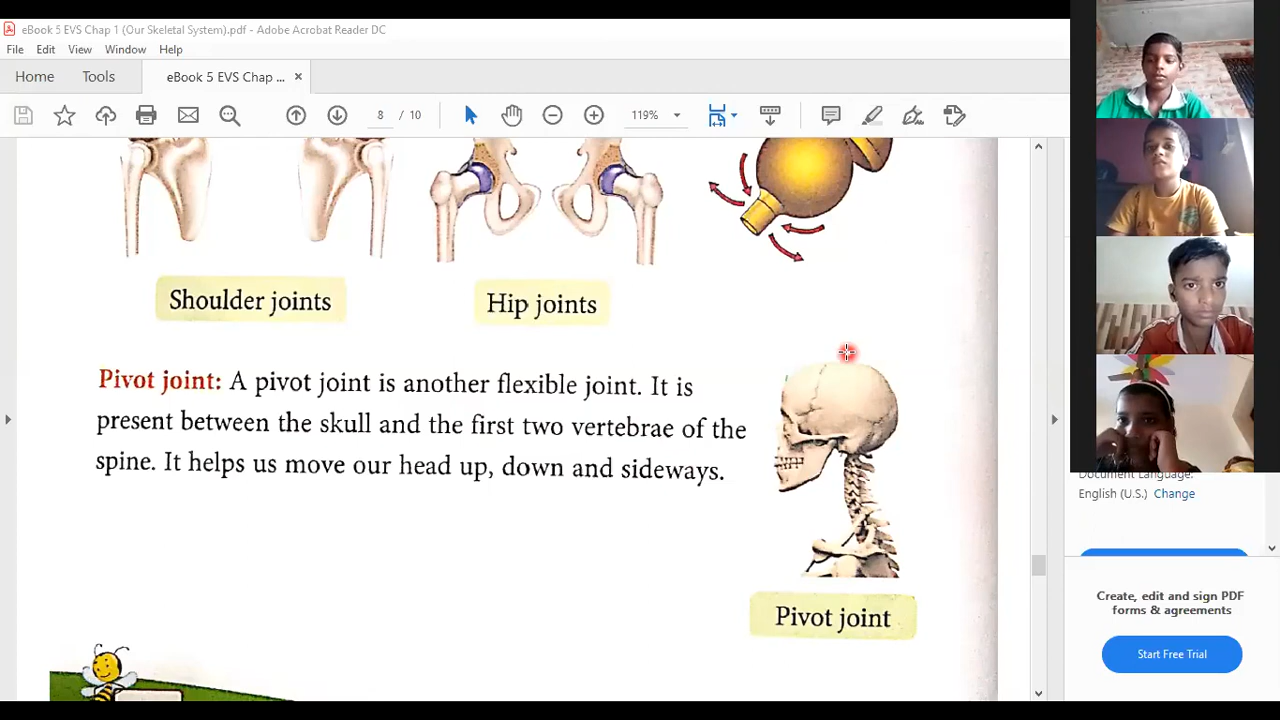 eBook 5 EVS Chap 1 (Our Skeletal System).pdf - Adobe Acrobat Reader DC
File Edit View Window Help
Home Tools eBook 5 EVS Chap ... ×
8 / 10 119%
Shoulder joints Hip joints
Pivot joint: A pivot joint is another flexible joint. It is
present between the skull and the first two vertebrae of the
spine. It helps us move our head up, down and sideways.
Pivot joint
Document Language:
English (U.S.) Change
Create, edit and sign PDF
forms & agreements
Start Free Trial